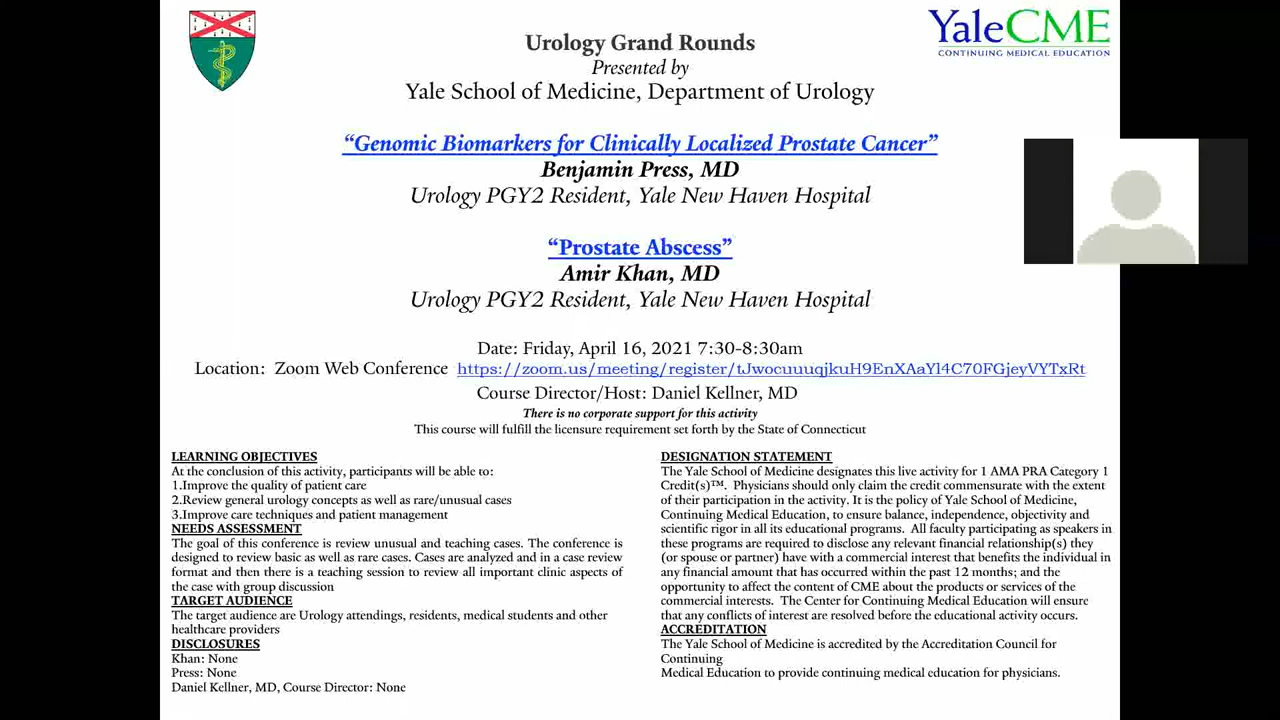 YaleCME
CONTINUING MEDICAL EDUCATION
Urology Grand Rounds
Presented by
Yale School of Medicine, Department of Urology
“Genomic Biomarkers for Clinically Localized Prostate Cancer”
Benjamin Press, MD
Urology PGY2 Resident, Yale New Haven Hospital
“Prostate Abscess”
Amir Khan, MD
Urology PGY2 Resident, Yale New Haven Hospital
Date: Friday, April 16, 2021 7:30-8:30am
Location: Zoom Web Conference https://zoom.us/meeting/register/tJwocuuuqjkuH9EnXAaYl4C70FGjeyVYTxRt
Course Director/Host: Daniel Kellner, MD
There is no corporate support for this activity
This course will fulfill the licensure requirement set forth by the State of Connecticut
LEARNING OBJECTIVES
At the conclusion of this activity, participants will be able to:
1.Improve the quality of patient care
2.Review general urology concepts as well as rare/unusual cases
3.Improve care techniques and patient management
NEEDS ASSESSMENT
The goal of this conference is review unusual and teaching cases. The conference is
designed to review basic as well as rare cases. Cases are analyzed and in a case review
format and then there is a teaching session to review all important clinic aspects of
the case with group discussion
TARGET AUDIENCE
The target audience are Urology attendings, residents, medical students and other
healthcare providers
DISCLOSURES
Khan: None
Press: None
Daniel Kellner, MD, Course Director: None
DESIGNATION STATEMENT
The Yale School of Medicine designates this live activity for 1 AMA PRA Category 1
Credit(s)™. Physicians should only claim the credit commensurate with the extent
of their participation in the activity. It is the policy of Yale School of Medicine,
Continuing Medical Education, to ensure balance, independence, objectivity and
scientific rigor in all its educational programs. All faculty participating as speakers in
these programs are required to disclose any relevant financial relationship(s) they
(or spouse or partner) have with a commercial interest that benefits the individual in
any financial amount that has occurred within the past 12 months; and the
opportunity to affect the content of CME about the products or services of the
commercial interests. The Center for Continuing Medical Education will ensure
that any conflicts of interest are resolved before the educational activity occurs.
ACCREDITATION
The Yale School of Medicine is accredited by the Accreditation Council for
Continuing
Medical Education to provide continuing medical education for physicians.